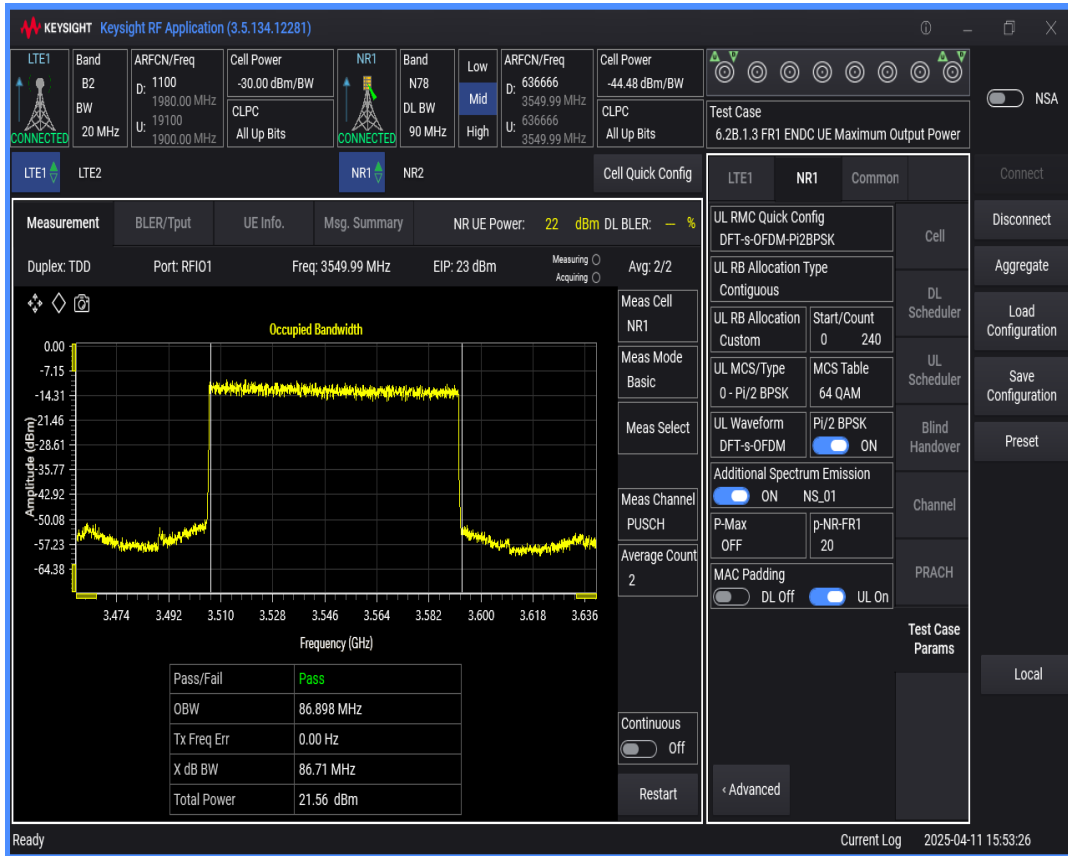 KEYSIGHT Keysight RF Application (3.5.134.12281)
LTE1
CONNECTED
Band
B2
BW
20 MHz
ARFCN/Freq
D: 1100
1980.00 MHz
U: 19100
1900.00 MHz
Cell Power
-30.00 dBm/BW
CLPC
All Up Bits
NR1
CONNECTED
Band
N78
DL BW
90 MHz
Low
Mid
High
ARFCN/Freq
D: 636666
3549.99 MHz
U: 636666
3549.99 MHz
Cell Power
-44.48 dBm/BW
CLPC
All Up Bits
Test Case
6.2B.1.3 FR1 ENDC UE Maximum Output Power
NSA
LTE1 LTE2
NR1 NR2
Cell Quick Config
Measurement BLER/Tput UE Info. Msg. Summary NR UE Power: 22 dBm DL BLER: — %
Duplex: TDD Port: RFIO1 Freq: 3549.99 MHz EIP: 23 dBm
Measuring
Acquiring
Avg: 2/2
Occupied Bandwidth
Amplitude (dBm)
0.00
-7.15
-14.31
-21.46
-28.61
-35.77
-42.92
-50.08
-57.23
-64.38
3.474 3.492 3.510 3.528 3.546 3.564 3.582 3.600 3.618 3.636
Frequency (GHz)
Pass/Fail Pass
OBW 86.898 MHz
Tx Freq Err 0.00 Hz
X dB BW 86.71 MHz
Total Power 21.56 dBm
Meas Cell
NR1
Meas Mode
Basic
Meas Select
Meas Channel
PUSCH
Average Count
2
Continuous
Off
Restart
LTE1 NR1 Common
UL RMC Quick Config
DFT-s-OFDM-Pi2BPSK
UL RB Allocation Type
Contiguous
UL RB Allocation
Custom
Start/Count
0 240
UL MCS/Type
0 - Pi/2 BPSK
MCS Table
64 QAM
UL Waveform
DFT-s-OFDM
Pi/2 BPSK
ON
Additional Spectrum Emission
ON NS_01
P-Max
OFF
p-NR-FR1
20
MAC Padding
DL Off UL On
‹ Advanced
Cell
DL
Scheduler
UL
Scheduler
Blind
Handover
Channel
PRACH
Test Case
Params
Connect
Disconnect
Aggregate
Load
Configuration
Save
Configuration
Preset
Local
Ready
Current Log 2025-04-11 15:53:26